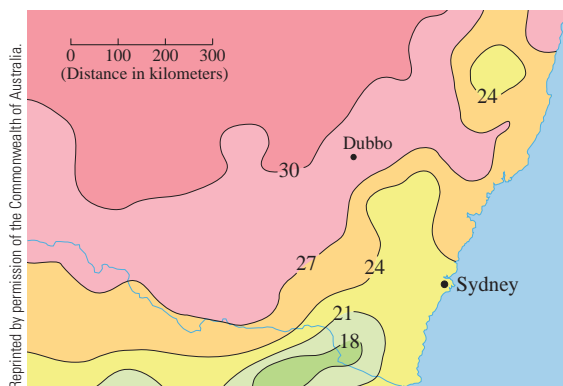 Reprinted by permission of the Commonwealth of Australia.
0 100 200 300
(Distance in kilometers)
24
Dubbo
30
27
24
Sydney
21
18